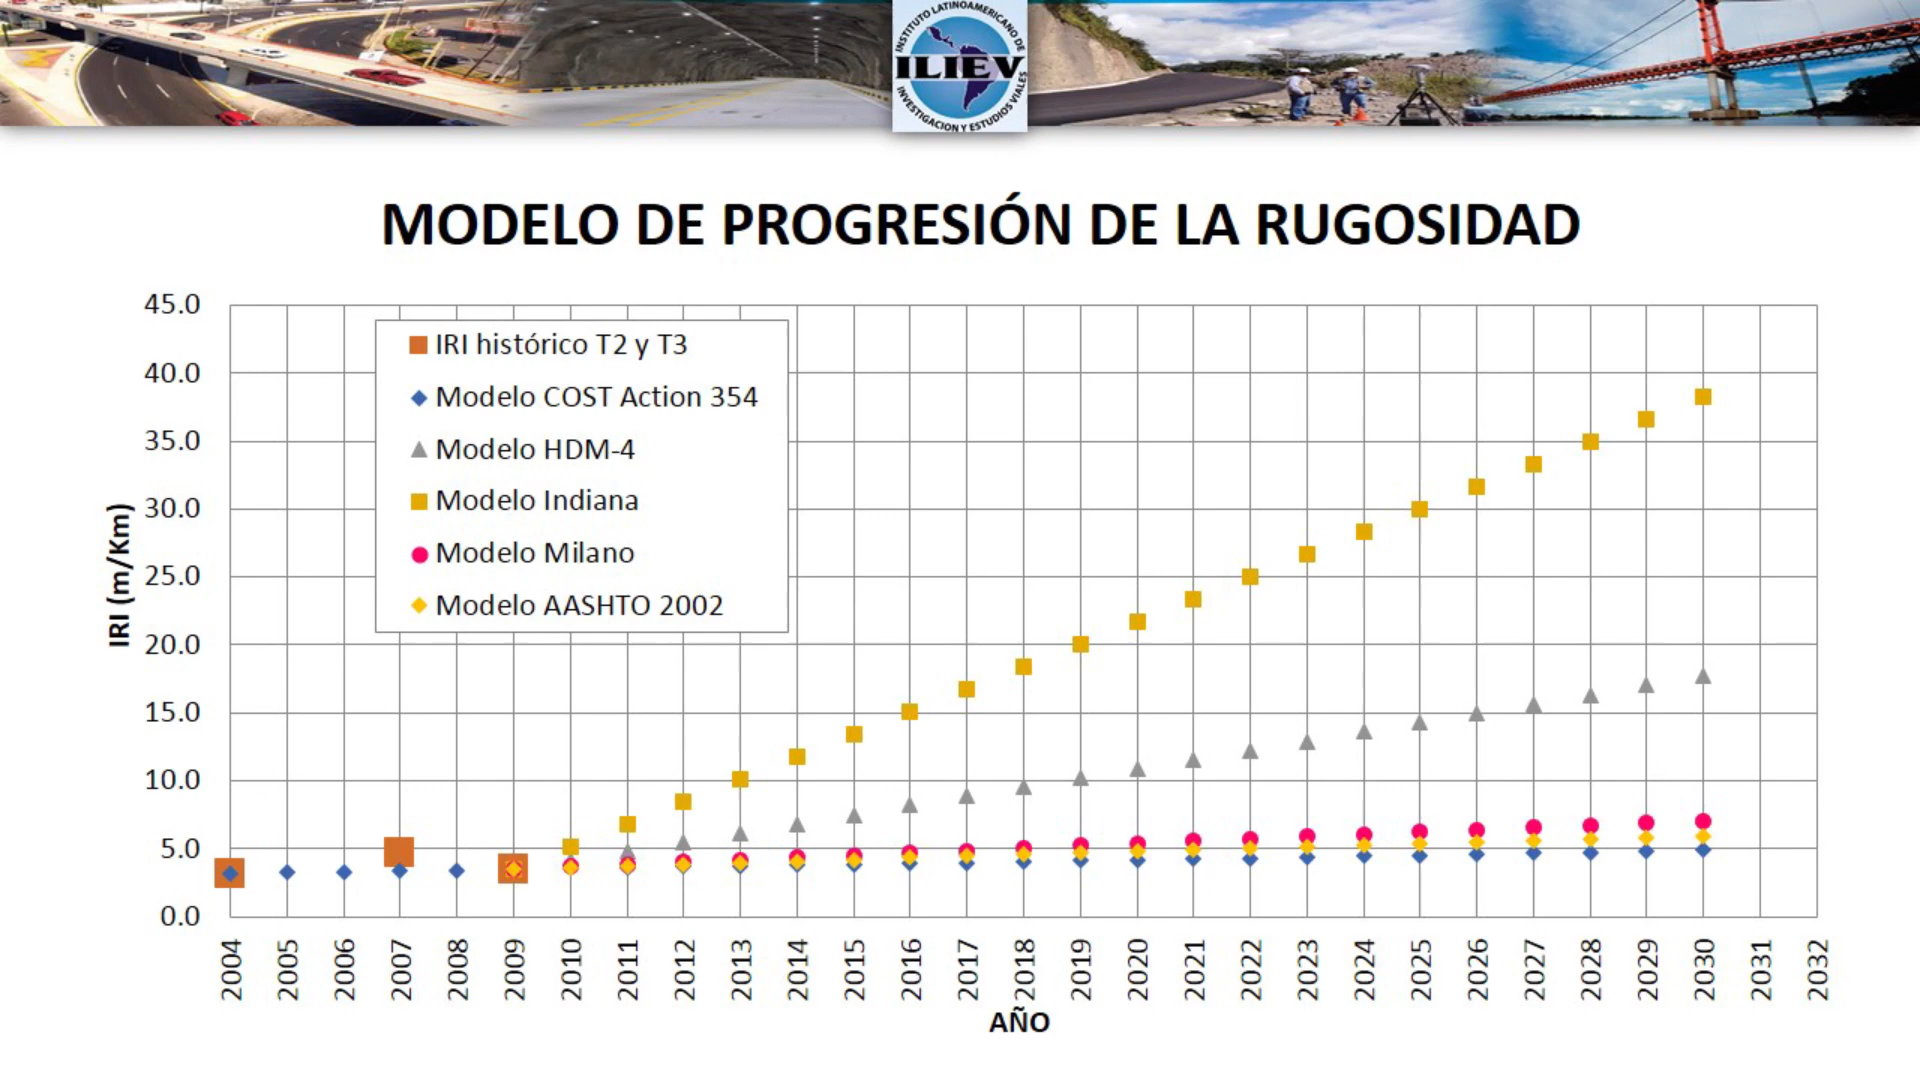 INSTITUTO LATINOAMERICANO DE
ILIEV
INVESTIGACION Y ESTUDIOS VIALES
MODELO DE PROGRESIÓN DE LA RUGOSIDAD
45.0
40.0
35.0
30.0
25.0
20.0
15.0
10.0
5.0
0.0
IRI (m/Km)
IRI histórico T2 y T3
Modelo COST Action 354
Modelo HDM-4
Modelo Indiana
Modelo Milano
Modelo AASHTO 2002
2004 2005 2006 2007 2008 2009 2010 2011 2012 2013 2014 2015 2016 2017 2018 2019 2020 2021 2022 2023 2024 2025 2026 2027 2028 2029 2030 2031 2032
AÑO